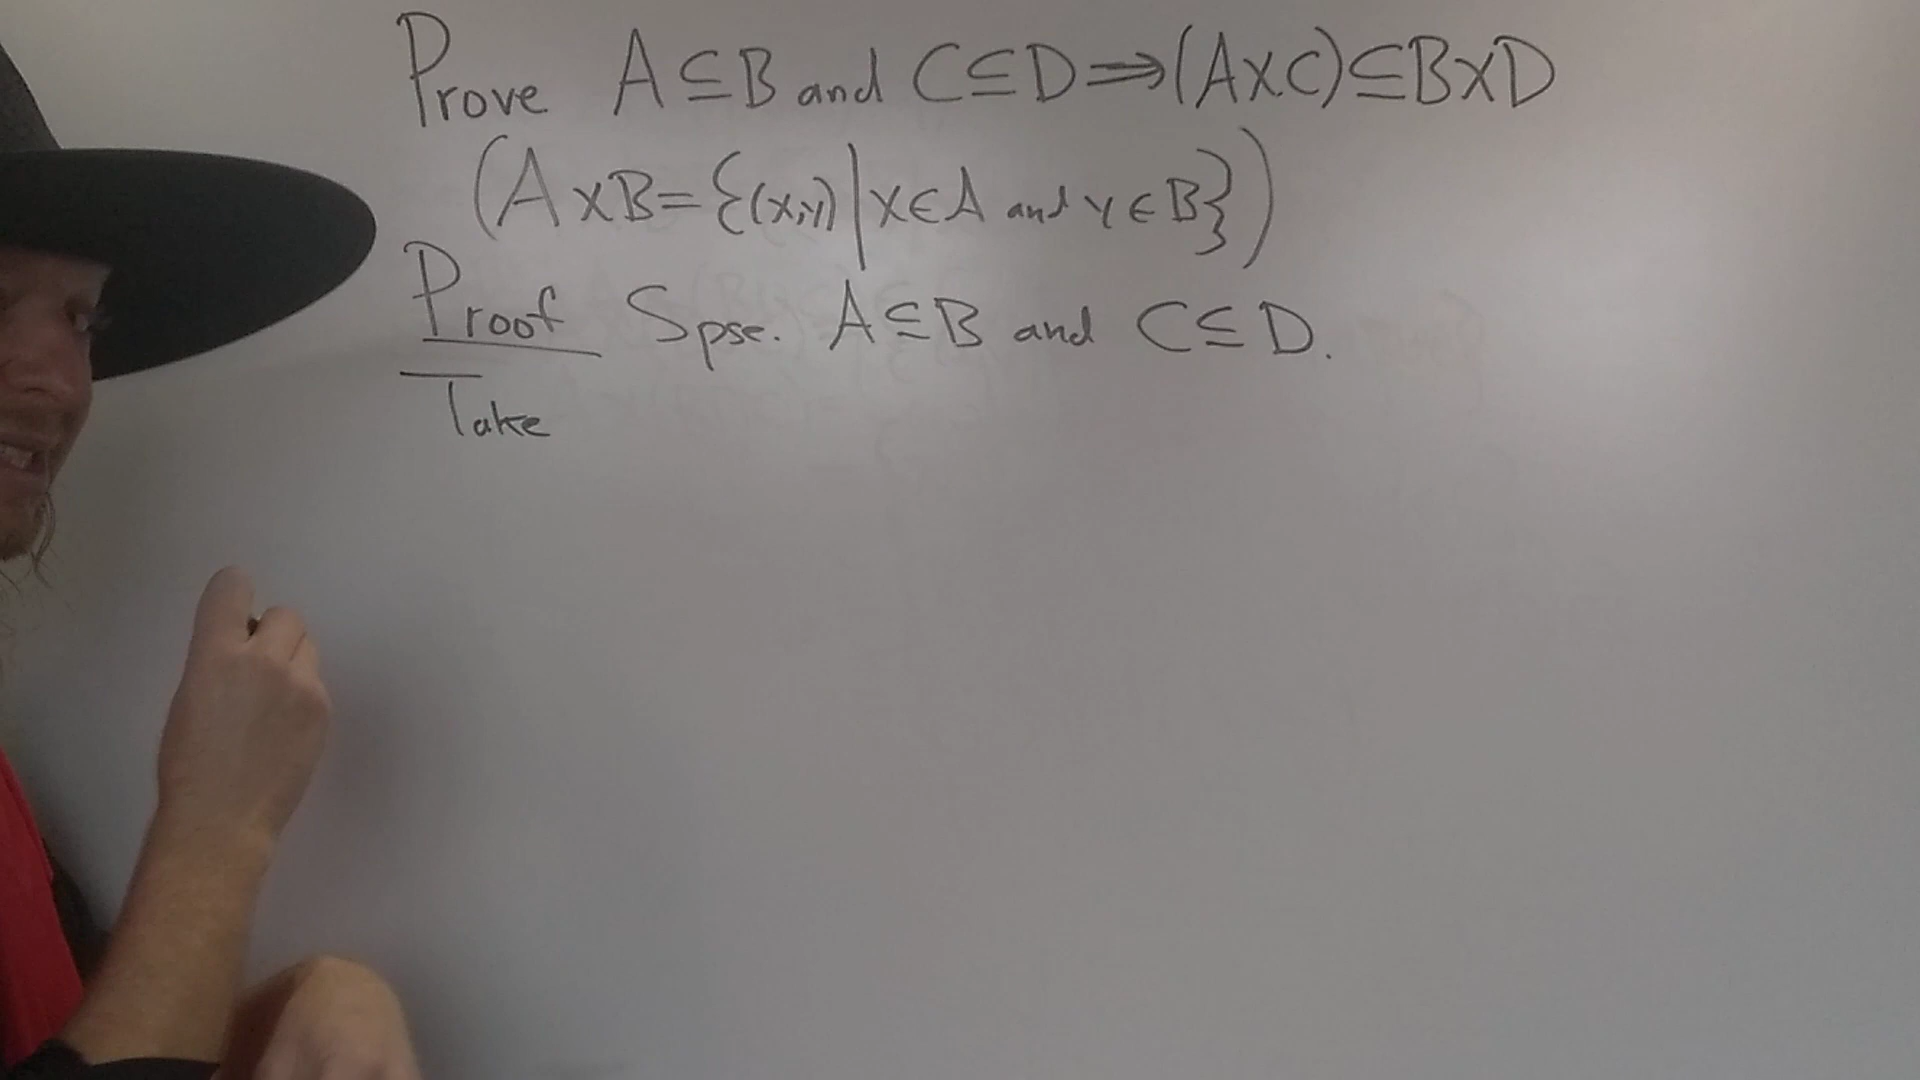 Prove A⊆B and C⊆D⇒(A×C)⊆B×D
(A×B={(x,y)|x∈A and y∈B})
Proof Spse. A⊆B and C⊆D.
Take